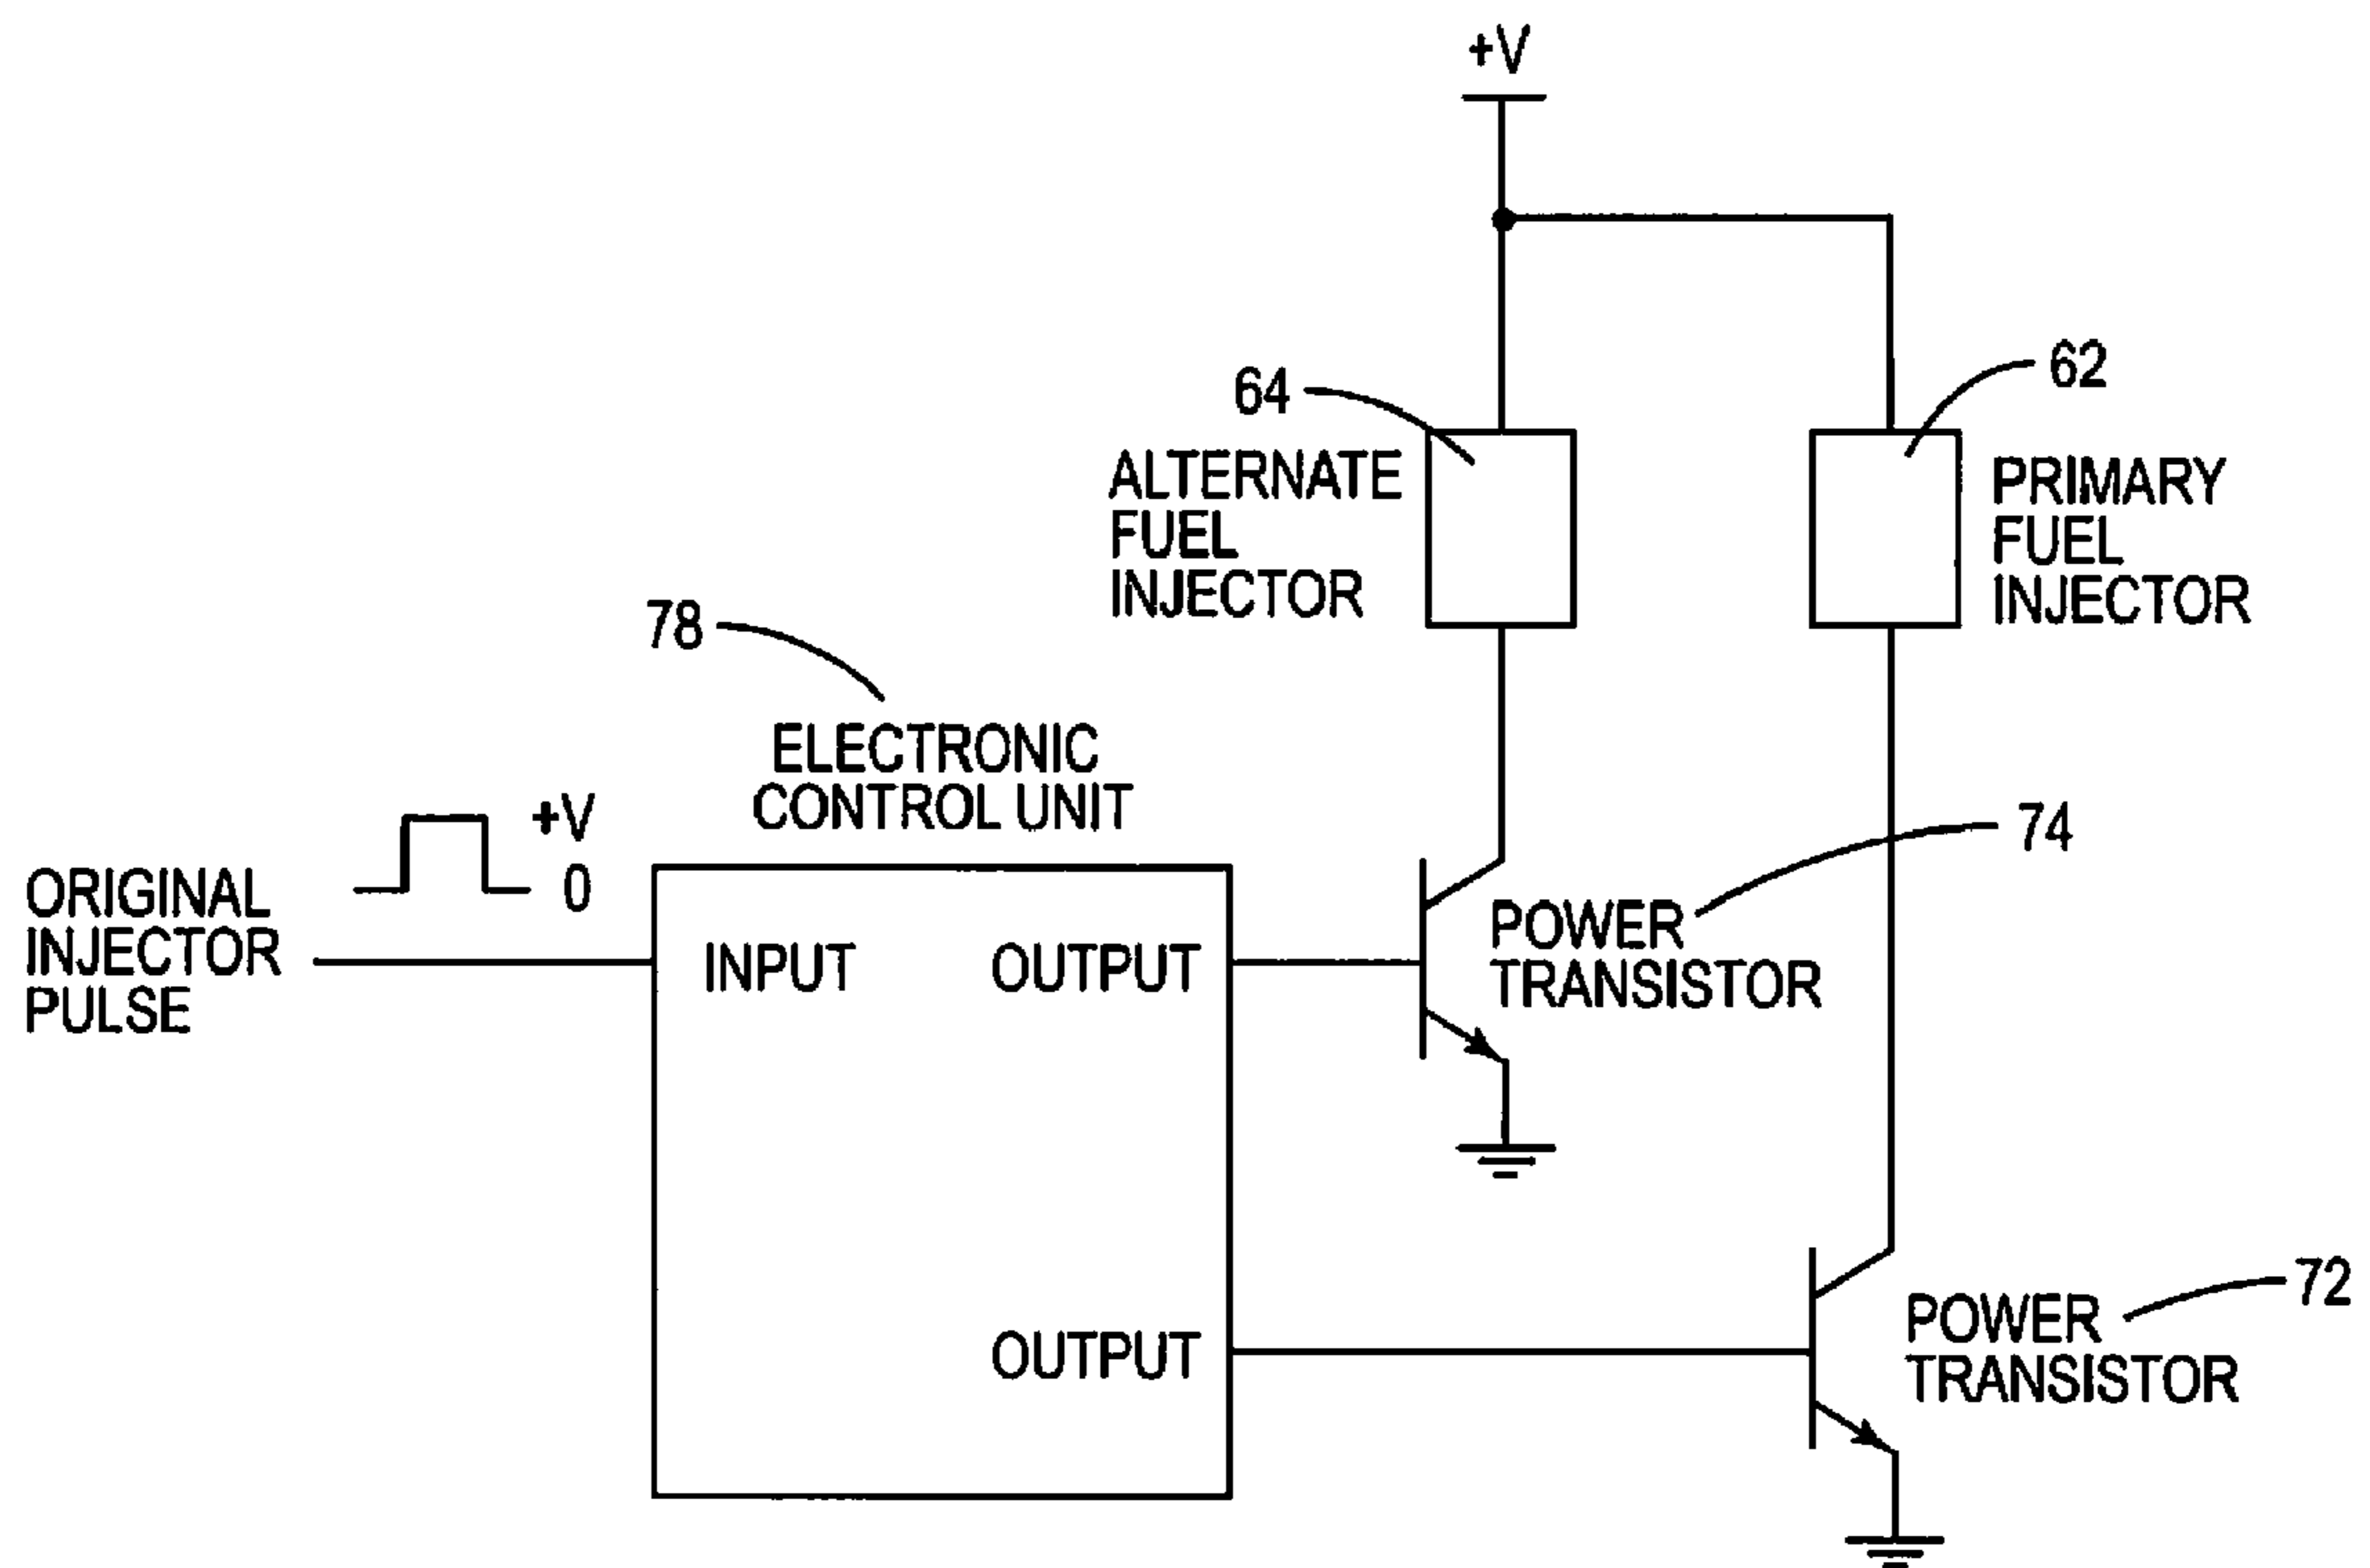 +V
62
64
ALTERNATE
FUEL
INJECTOR
PRIMARY
FUEL
INJECTOR
78
ELECTRONIC
CONTROL UNIT
+V
0
74
ORIGINAL
INJECTOR
PULSE
INPUT
OUTPUT
POWER
TRANSISTOR
72
POWER
TRANSISTOR
OUTPUT